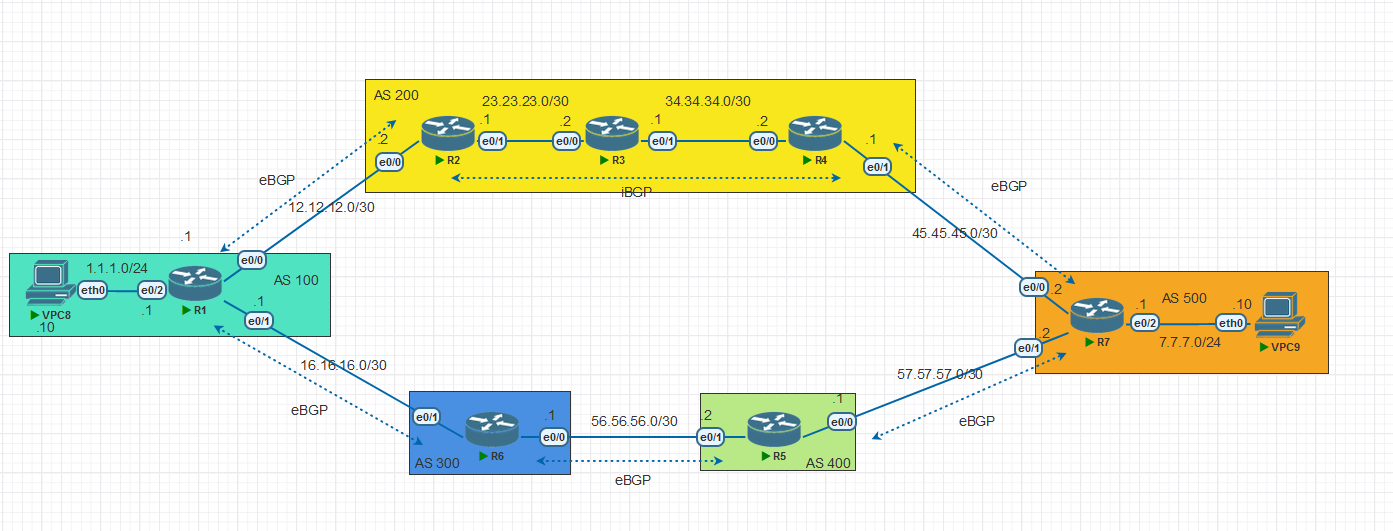 AS 200
23.23.23.0/30
34.34.34.0/30
.2
.1
.2
.1
.2
.1
e0/0
e0/1
e0/0
e0/1
e0/0
e0/1
R2
R3
R4
eBGP
iBGP
eBGP
12.12.12.0/30
45.45.45.0/30
.1
e0/0
1.1.1.0/24
AS 100
eth0
e0/2
R1
VPC8
.10
.1
.1
e0/1
16.16.16.0/30
eBGP
e0/0
.2
AS 500
.1
.10
e0/2
eth0
R7
VPC9
7.7.7.0/24
.2
e0/1
57.57.57.0/30
eBGP
e0/1
.1
e0/0
R6
AS 300
56.56.56.0/30
eBGP
.2
e0/1
.1
e0/0
R5
AS 400